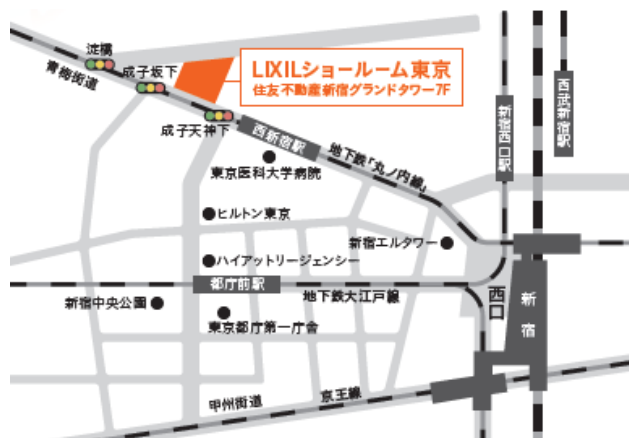 淀橋
青梅街道
成子坂下
LIXILショールーム東京
住友不動産新宿グランドタワー7F
成子天神下
西新宿駅
地下鉄「丸ノ内線」
新宿西口駅
西武新宿駅
東京医科大学病院
ヒルトン東京
新宿エルタワー
ハイアットリージェンシー
都庁前駅
地下鉄大江戸線
西口
新宿
新宿中央公園
東京都庁第一庁舎
甲州街道
京王線